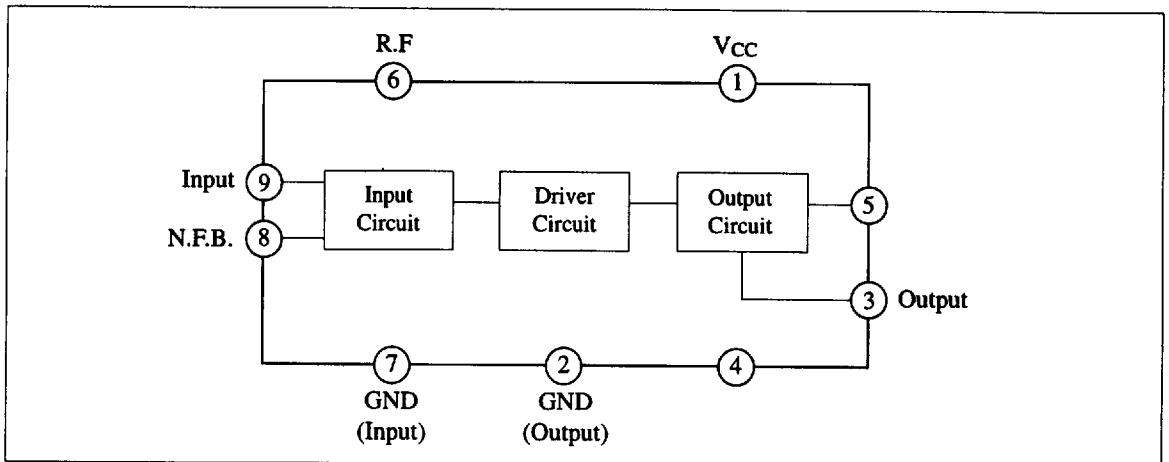 R.F
VCC
6
1
Input
9
Input
Circuit
Driver
Circuit
Output
Circuit
5
N.F.B.
8
3
Output
7
2
4
GND
(Input)
GND
(Output)